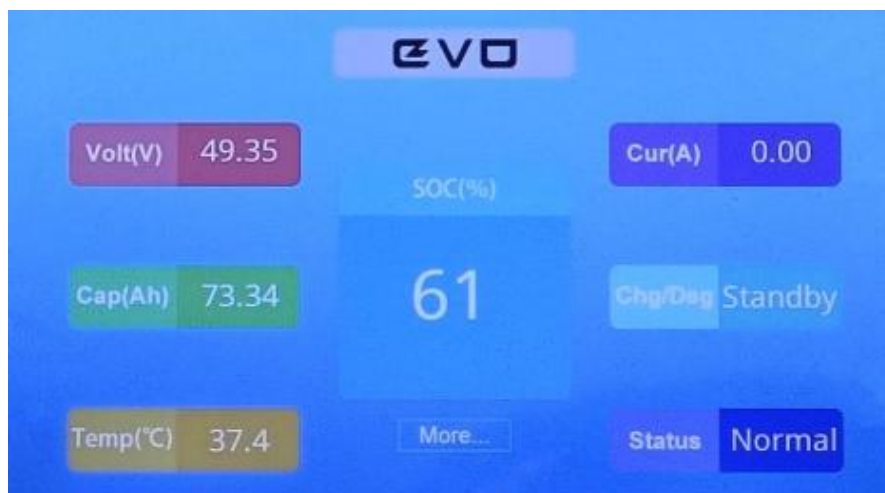 evo
Volt(V) 49.35
Cur(A) 0.00
SOC(%)
61
Cap(Ah) 73.34
Chg/Dsg Standby
Temp(℃) 37.4
More...
Status Normal